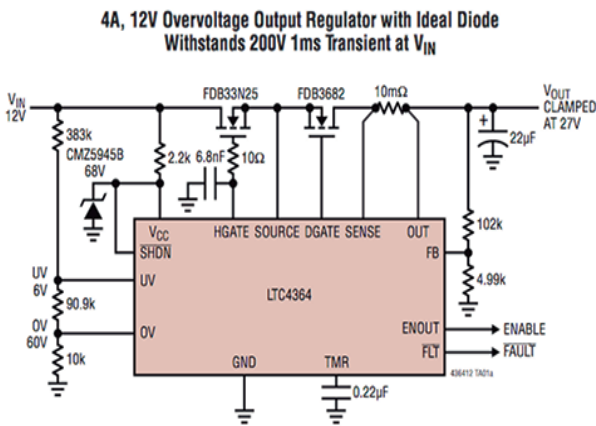 4A, 12V Overvoltage Output Regulator with Ideal Diode
Withstands 200V 1ms Transient at VIN
VIN
12V
FDB33N25
FDB3682
10mΩ
VOUT
CLAMPED
AT 27V
383k
CMZ5945B
68V
2.2k
6.8nF
10Ω
+
22µF
VCC
HGATE
SOURCE
DGATE
SENSE
OUT
SHDN
FB
102k
4.99k
UV
6V
UV
LTC4364
90.9k
OV
60V
OV
ENOUT
ENABLE
10k
GND
TMR
FLT
FAULT
436412 TA01a
0.22µF